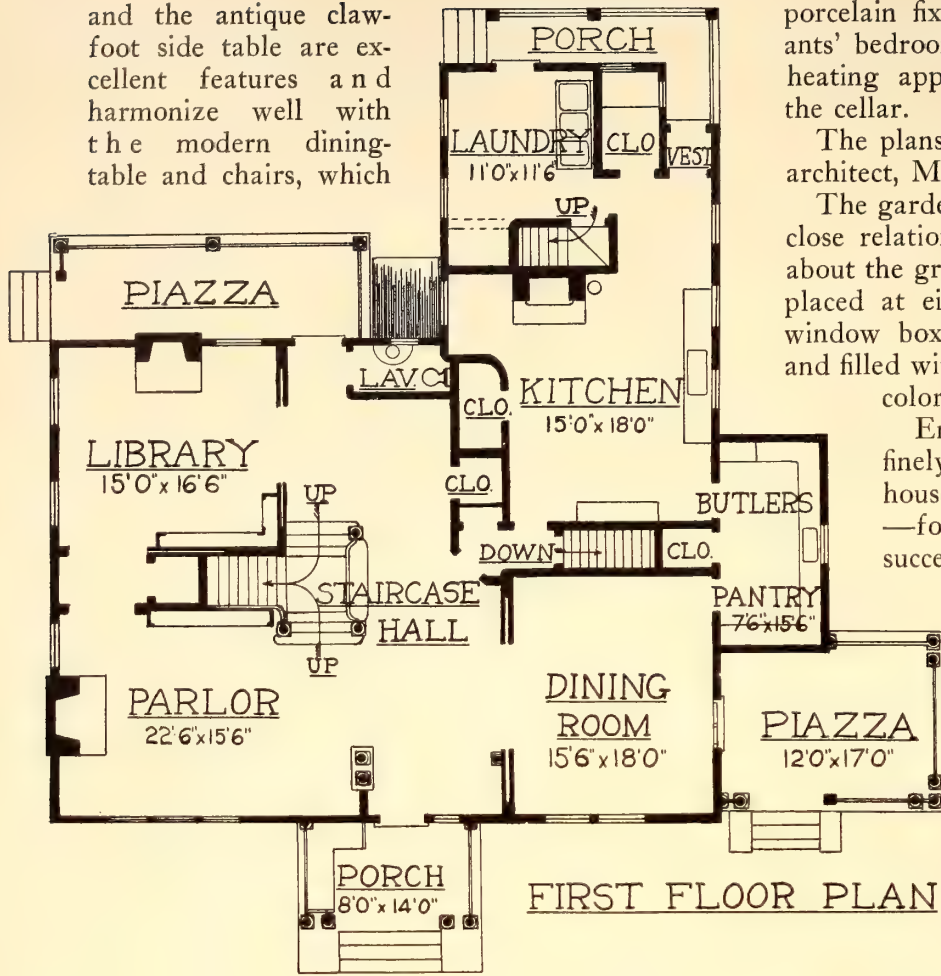 and the antique claw-
foot side table are ex-
cellent features and
harmonize well with
the modern dining-
table and chairs, which
porcelain fix
ants' bedroo
heating app
the cellar.
The plans
architect, M
The garde
close relatio
about the gr
placed at ei
window box
and filled wi
color
En
finely
hous
—fo
succe
PORCH
LAUNDRY
11'0"x11'6"
CLO
VEST
UP
PIAZZA
LAV.
CLO.
KITCHEN
15'0"x18'0"
LIBRARY
15'0"x16'6"
UP
CLO.
BUTLERS
DOWN
CLO.
STAIRCASE
HALL
PANTRY
7'6"x15'6"
UP
PARLOR
22'6"x15'6"
DINING
ROOM
15'6"x18'0"
PIAZZA
12'0"x17'0"
PORCH
8'0"x14'0"
FIRST FLOOR PLAN